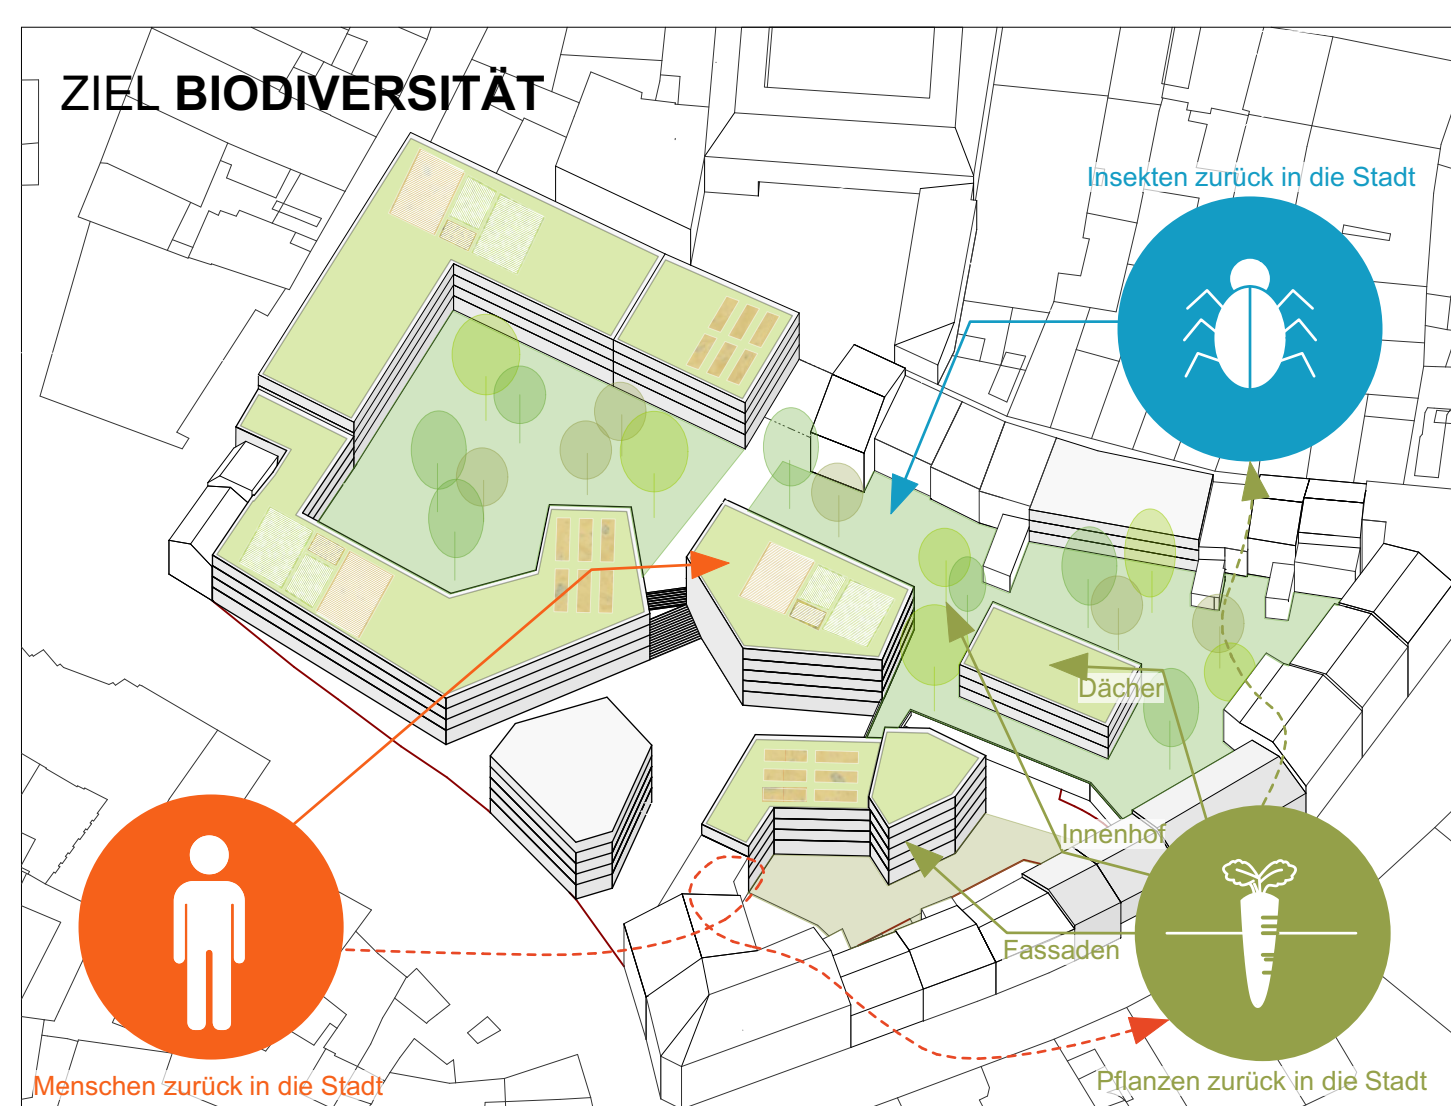 ZIEL BIODIVERSITÄT
Insekten zurück in die Stadt
Dächer
Innenhof
Fassaden
Menschen zurück in die Stadt
Pflanzen zurück in die Stadt